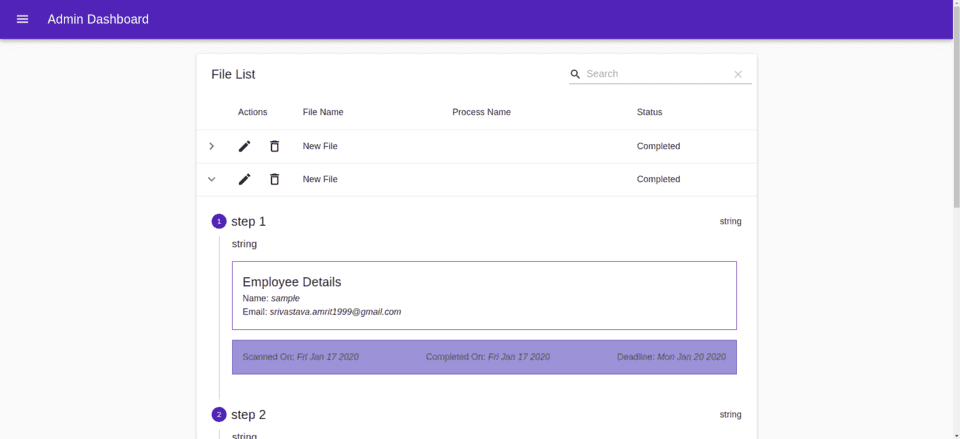 Admin Dashboard
File List
Search
Actions File Name Process Name Status
New File Completed
New File Completed
1 step 1 string
string
Employee Details
Name: sample
Email: srivastava.amrit1999@gmail.com
Scanned On: Fri Jan 17 2020 Completed On: Fri Jan 17 2020 Deadline: Mon Jan 20 2020
2 step 2 string
string